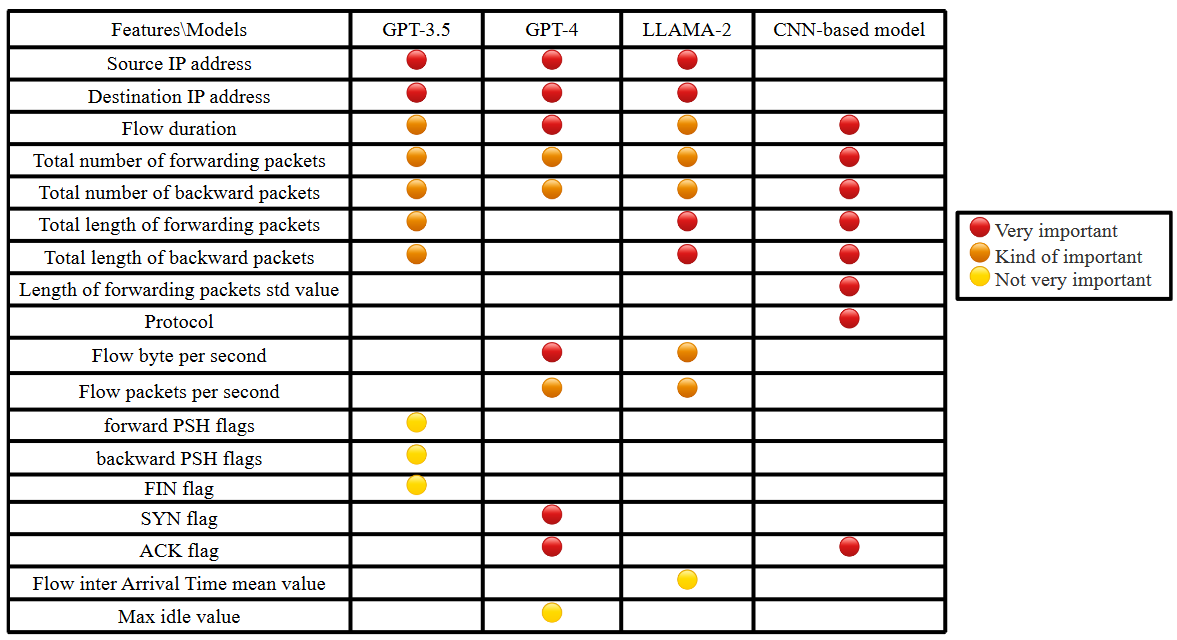 Features\Models GPT-3.5 GPT-4 LLAMA-2 CNN-based model
Source IP address
Destination IP address
Flow duration
Total number of forwarding packets
Total number of backward packets
Total length of forwarding packets
Total length of backward packets
Length of forwarding packets std value
Protocol
Flow byte per second
Flow packets per second
forward PSH flags
backward PSH flags
FIN flag
SYN flag
ACK flag
Flow inter Arrival Time mean value
Max idle value
Very important
Kind of important
Not very important